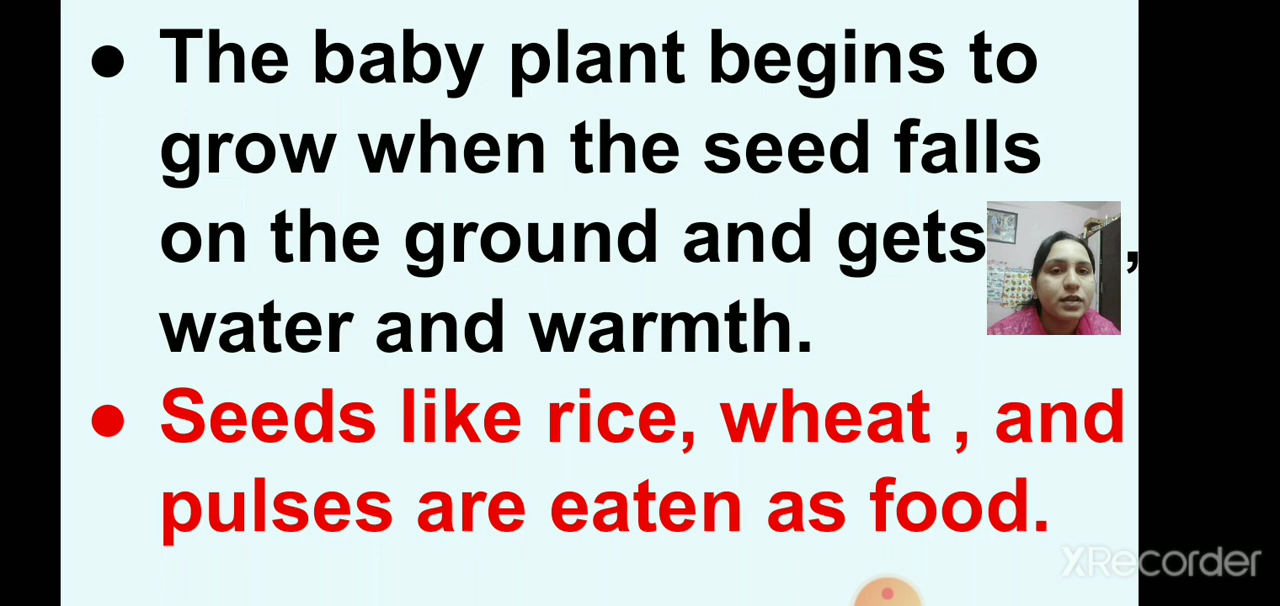 ● The baby plant begins to
grow when the seed falls
on the ground and gets ,
water and warmth.
● Seeds like rice, wheat , and
pulses are eaten as food.
XRecorder